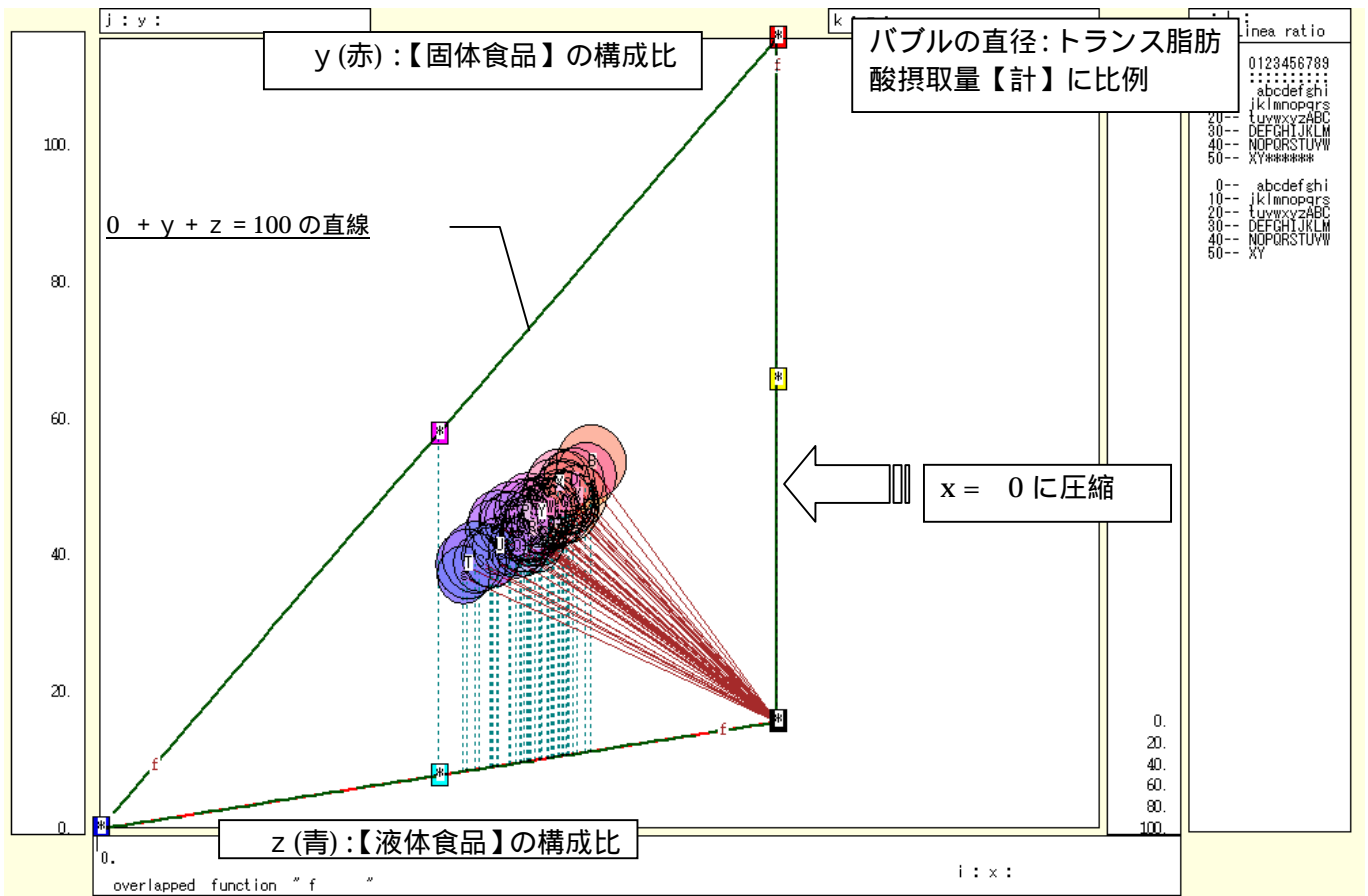 j : y :
k
y (赤) :【固体食品】の構成比
バブルの直径: トランス脂肪
酸摂取量【計】に比例
inea ratio
0123456789
::::::::::
abcdefghi
jklmnopqrs
20-- tuvwxyzABC
30-- DEFGHIJKLM
40-- NOPQRSTUVW
50-- XY******
0-- abcdefghi
10-- jklmnopqrs
20-- tuvwxyzABC
30-- DEFGHIJKLM
40-- NOPQRSTUVW
50-- XY
100.
80.
60.
40.
20.
0.
0 + y + z = 100 の直線
x = 0 に圧縮
f
f
f
B
Y
U
T
0.
20.
40.
60.
80.
100.
z (青) :【液体食品】の構成比
0.
i : x :
overlapped function " f "